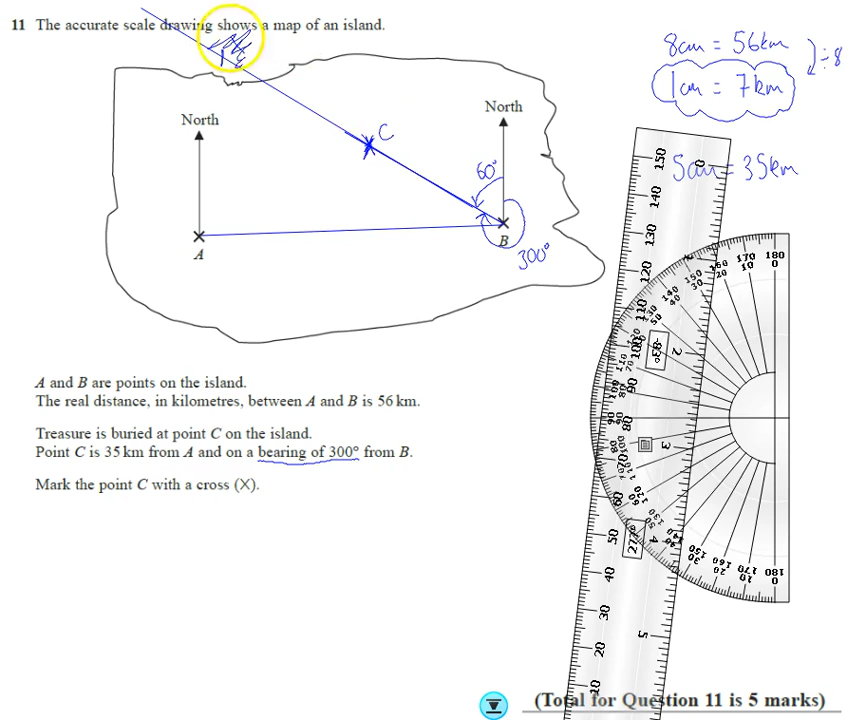 11 The accurate scale drawing shows a map of an island.
8cm = 56km
÷8
1cm = 7km
5cm = 35km
North
North
C
60°
A
B
300°
A and B are points on the island.
The real distance, in kilometres, between A and B is 56 km.
Treasure is buried at point C on the island.
Point C is 35 km from A and on a bearing of 300° from B.
Mark the point C with a cross (X).
(Total for Question 11 is 5 marks)